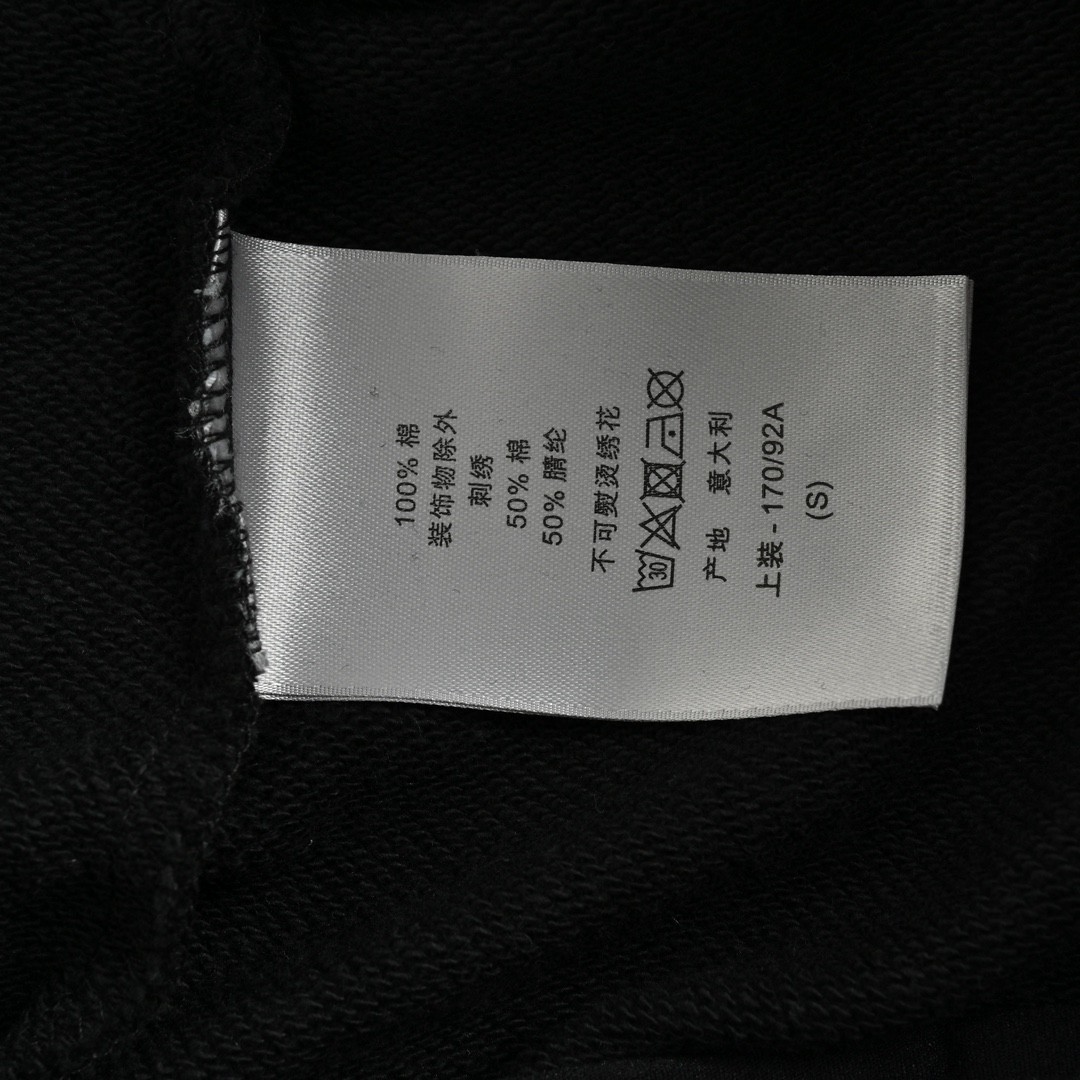 100% 棉
装饰物除外
刺绣
50% 棉
50% 腈纶
不可熨烫绣花
30
产地 意大利
上装 - 170/92A
(S)